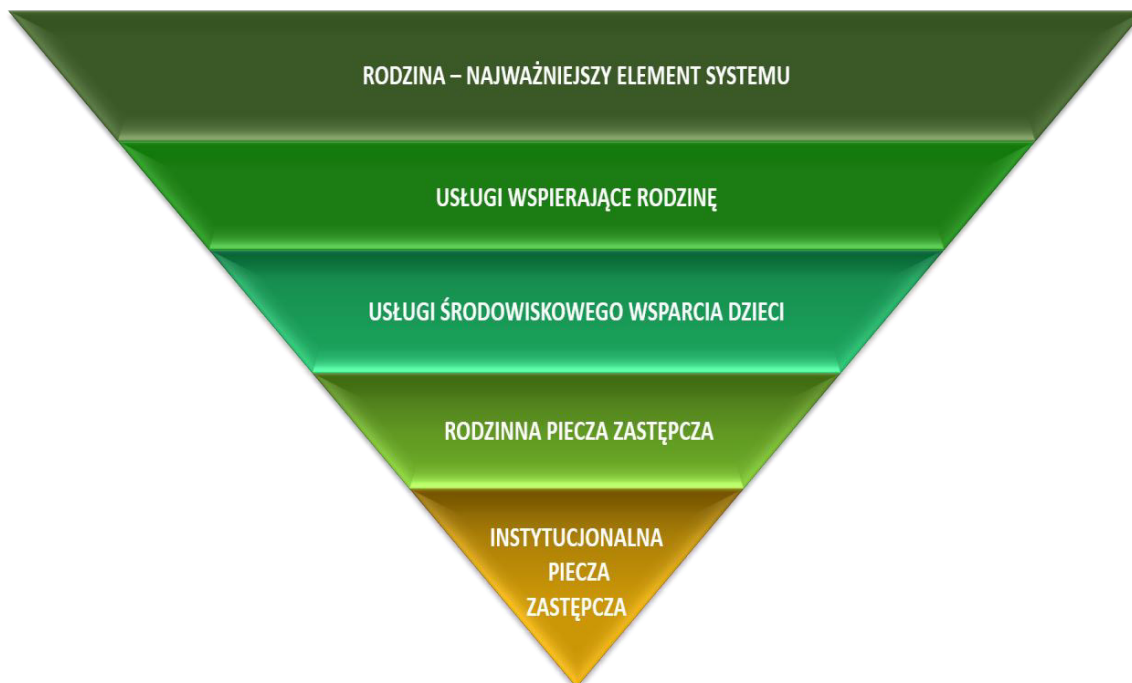 RODZINA – NAJWAŻNIEJSZY ELEMENT SYSTEMU
USŁUGI WSPIERAJĄCE RODZINĘ
USŁUGI ŚRODOWISKOWEGO WSPARCIA DZIECI
RODZINNA PIECZA ZASTĘPCZA
INSTYTUCJONALNA
PIECZA
ZASTĘPCZA